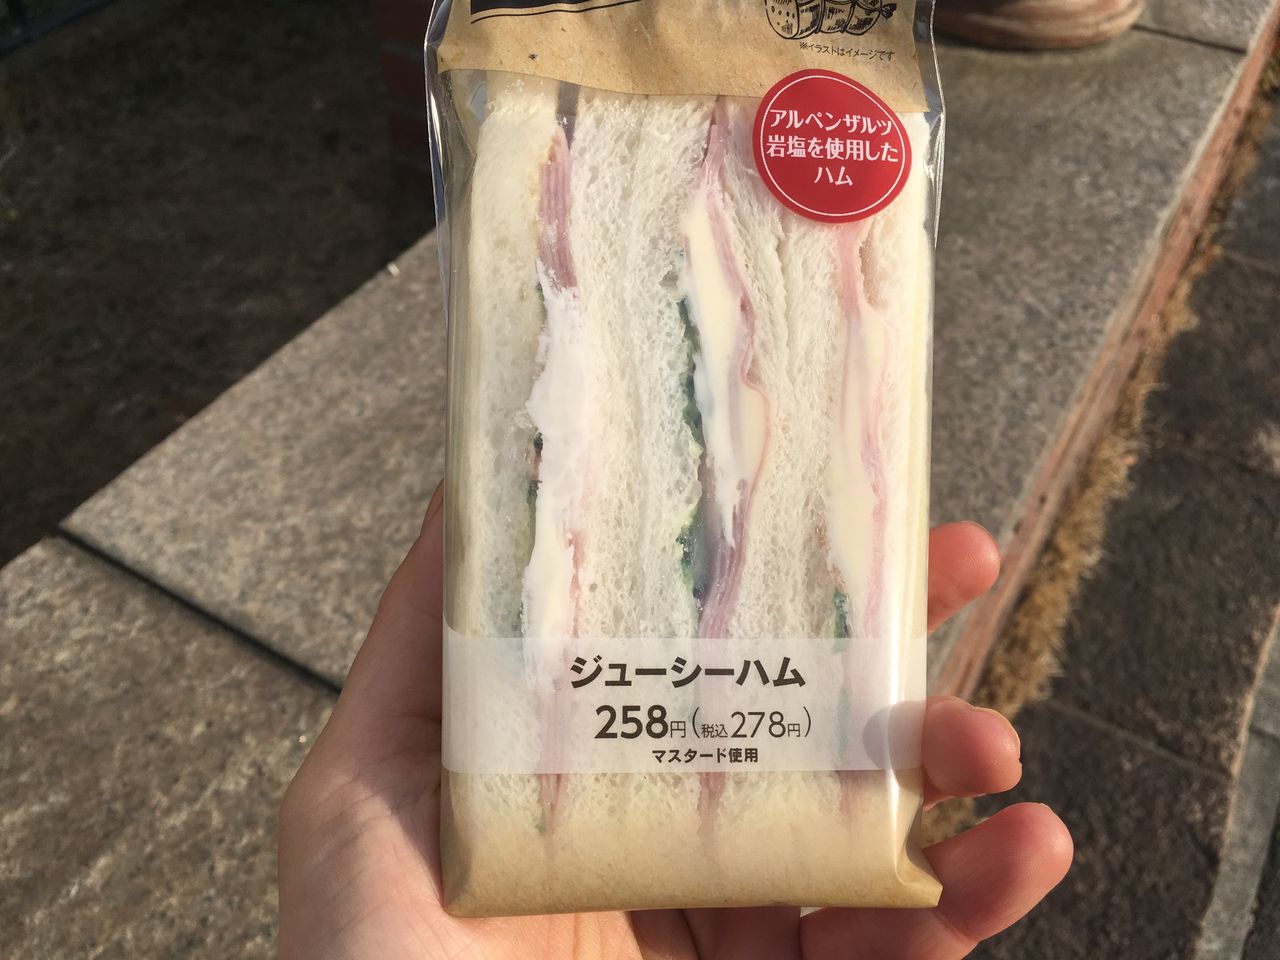 ※イラストはイメージです
アルペンザルツ
岩塩を使用した
ハム
ジューシーハム
258円(税込278円)
マスタード使用